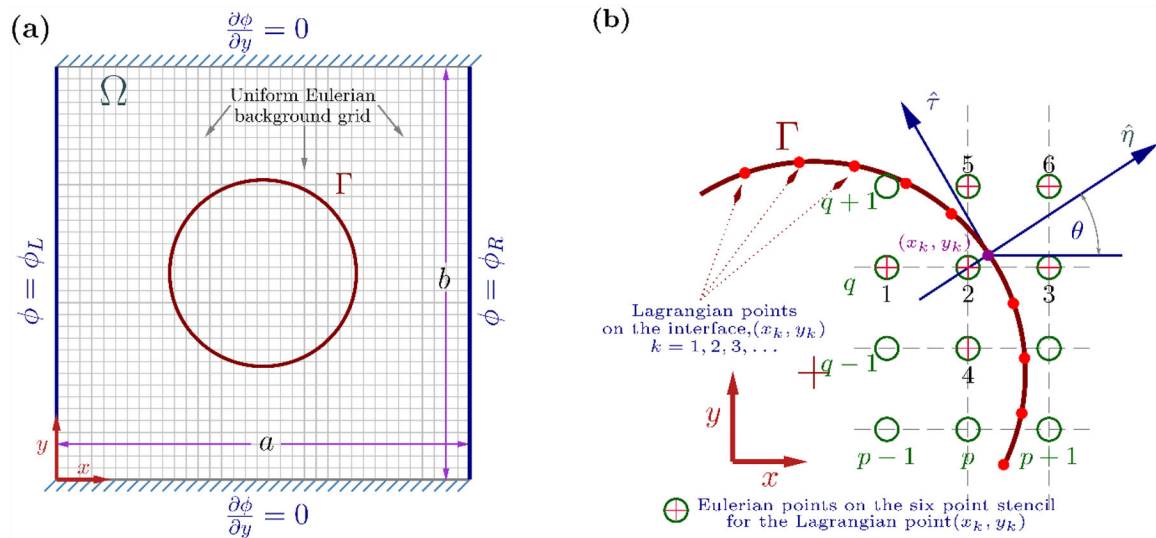 (a)
∂ϕ/∂y = 0
Ω
Uniform Eulerian
background grid
Γ
ϕ = ϕ_L
ϕ = ϕ_R
b
a
y
x
∂ϕ/∂y = 0
(b)
τ̂
η̂
Γ
5
6
q + 1
(x_k, y_k)
θ
q
1
2
3
Lagrangian points
on the interface,(x_k, y_k)
k = 1, 2, 3, ...
q − 1
4
y
x
p − 1
p
p + 1
Eulerian points on the six point stencil
for the Lagrangian point(x_k, y_k)